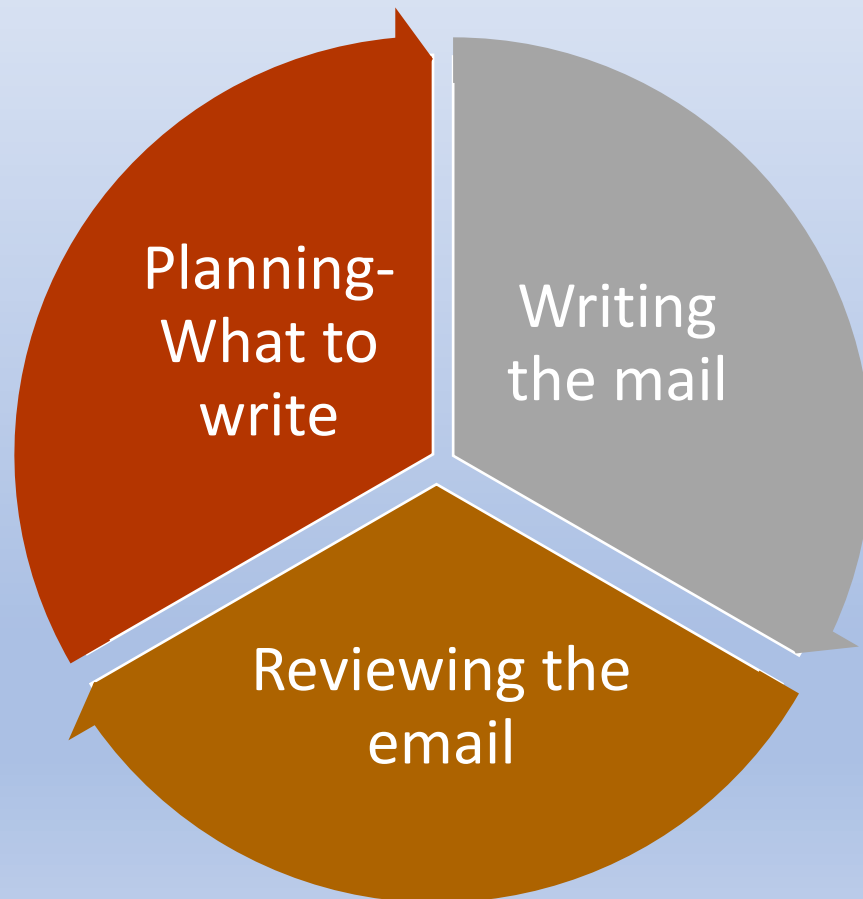 Planning-
What to
write
Writing
the mail
Reviewing the
email